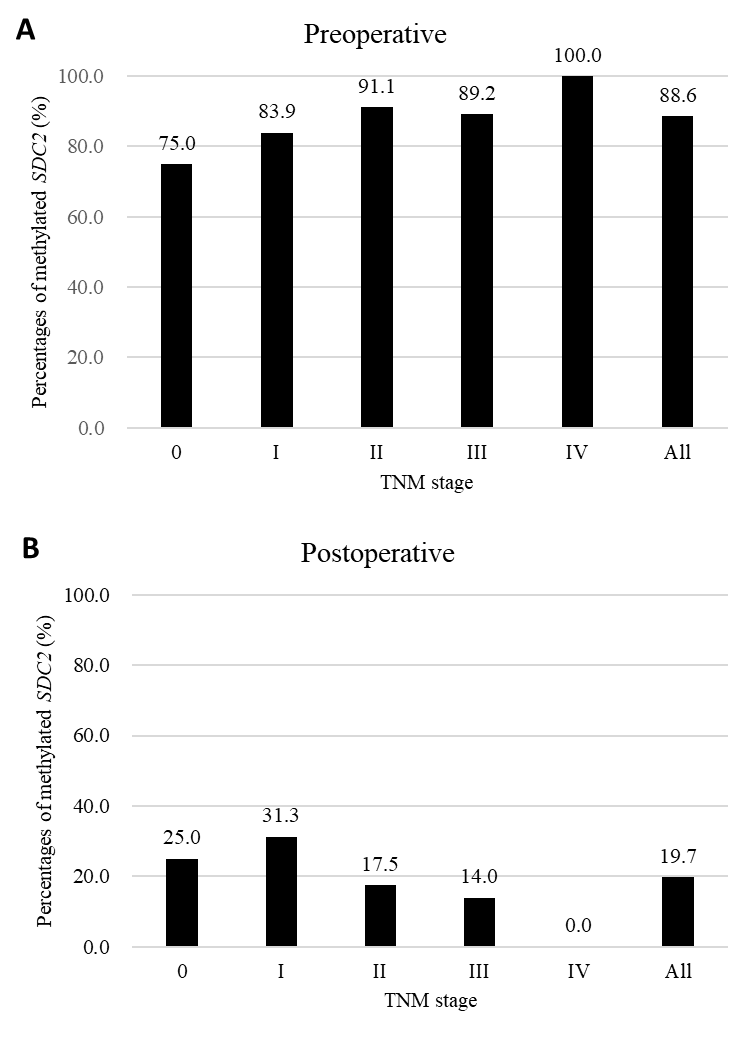 A
Preoperative
Percentages of methylated SDC2 (%)
100.0
80.0
60.0
40.0
20.0
0.0
75.0
83.9
91.1
89.2
100.0
88.6
0 I II III IV All
TNM stage
B
Postoperative
Percentages of methylated SDC2 (%)
100.0
80.0
60.0
40.0
20.0
0.0
25.0
31.3
17.5
14.0
0.0
19.7
0 I II III IV All
TNM stage